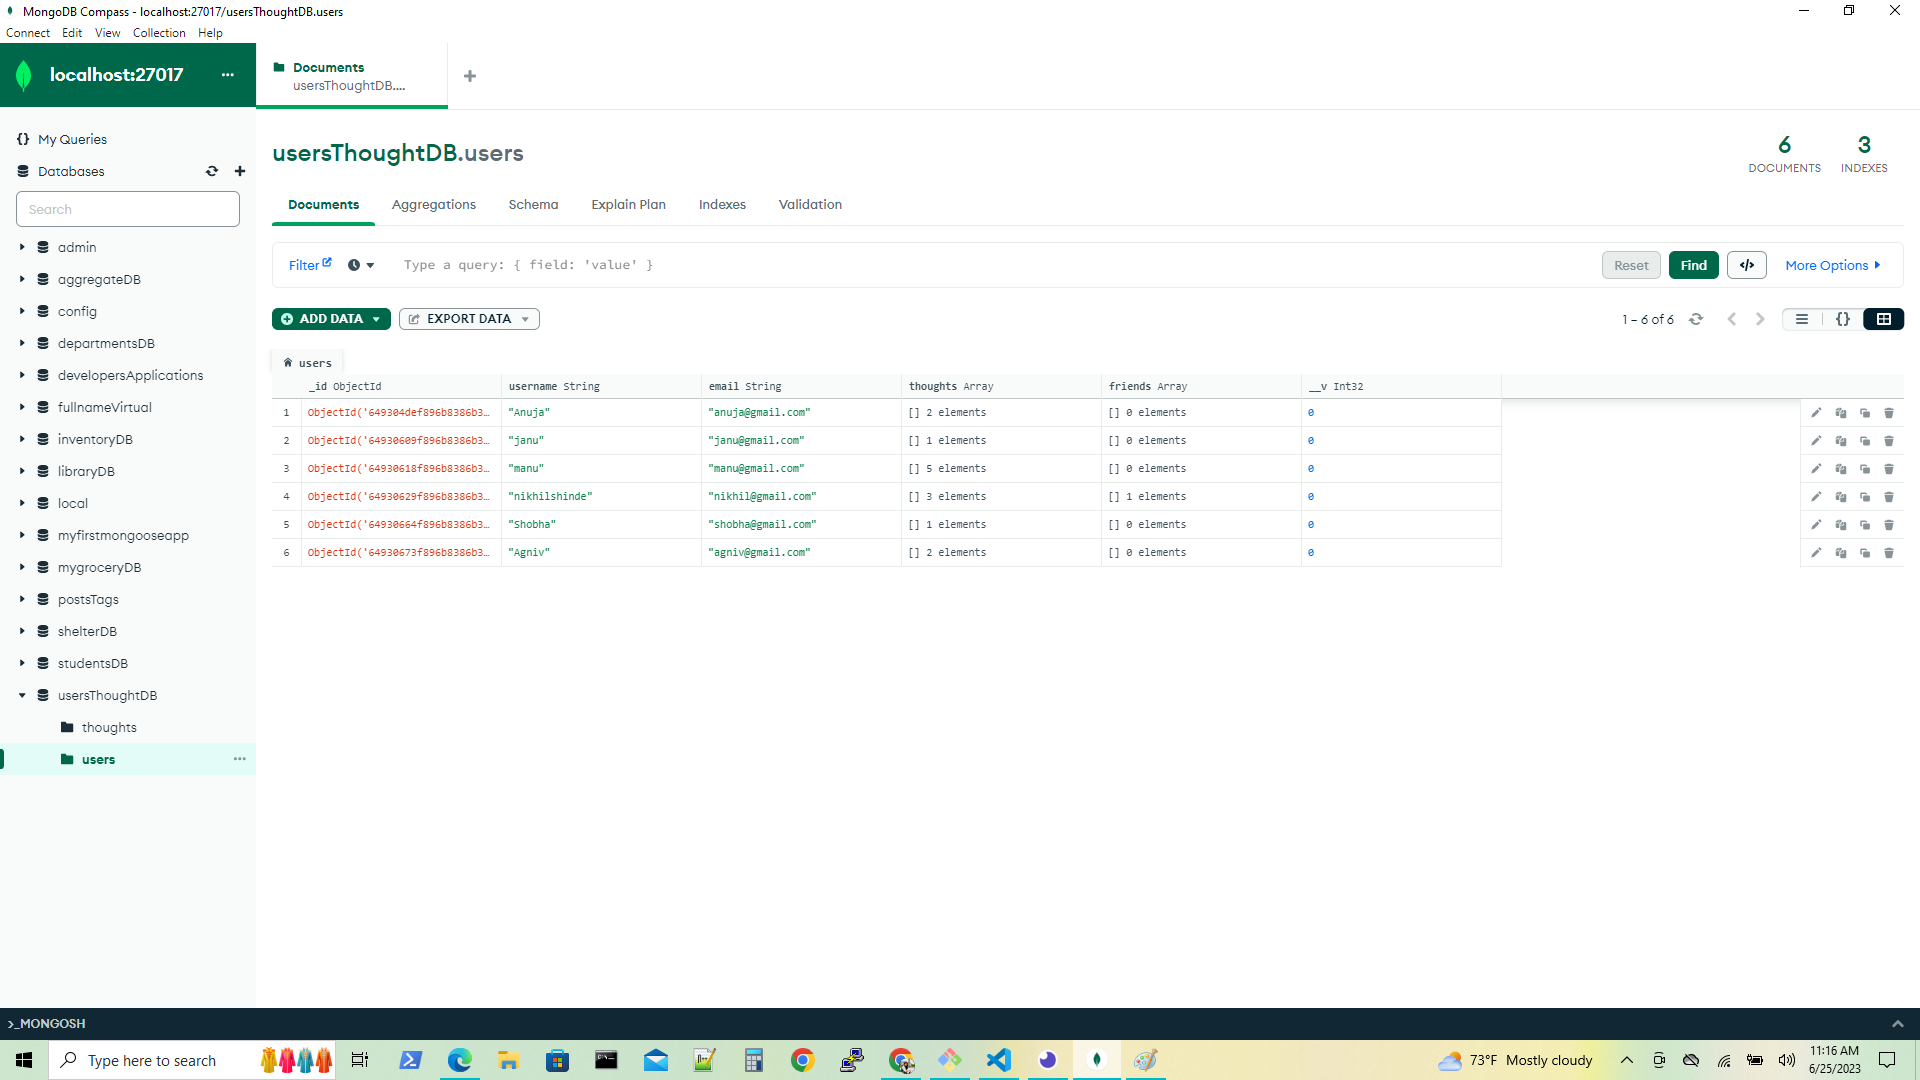 MongoDB Compass - localhost:27017/usersThoughtDB.users
Connect Edit View Collection Help
localhost:27017 ...
Documents
usersThoughtDB....
My Queries
Databases
Search
admin
aggregateDB
config
departmentsDB
developersApplications
fullnameVirtual
inventoryDB
libraryDB
local
myfirstmongooseapp
mygroceryDB
postsTags
shelterDB
studentsDB
usersThoughtDB
thoughts
users ...
usersThoughtDB.users
6 DOCUMENTS
3 INDEXES
Documents Aggregations Schema Explain Plan Indexes Validation
Filter Type a query: { field: 'value' } Reset Find </> More Options
ADD DATA EXPORT DATA 1 – 6 of 6 {}
users
_id ObjectId username String email String thoughts Array friends Array __v Int32
1 ObjectId('649304def896b8386b3… "Anuja" "anuja@gmail.com" [] 2 elements [] 0 elements 0
2 ObjectId('64930609f896b8386b3… "janu" "janu@gmail.com" [] 1 elements [] 0 elements 0
3 ObjectId('64930618f896b8386b3… "manu" "manu@gmail.com" [] 5 elements [] 0 elements 0
4 ObjectId('64930629f896b8386b3… "nikhilshinde" "nikhil@gmail.com" [] 3 elements [] 1 elements 0
5 ObjectId('64930664f896b8386b3… "Shobha" "shobha@gmail.com" [] 1 elements [] 0 elements 0
6 ObjectId('64930673f896b8386b3… "Agniv" "agniv@gmail.com" [] 2 elements [] 0 elements 0
>_MONGOSH
Type here to search
73°F Mostly cloudy
11:16 AM
6/25/2023